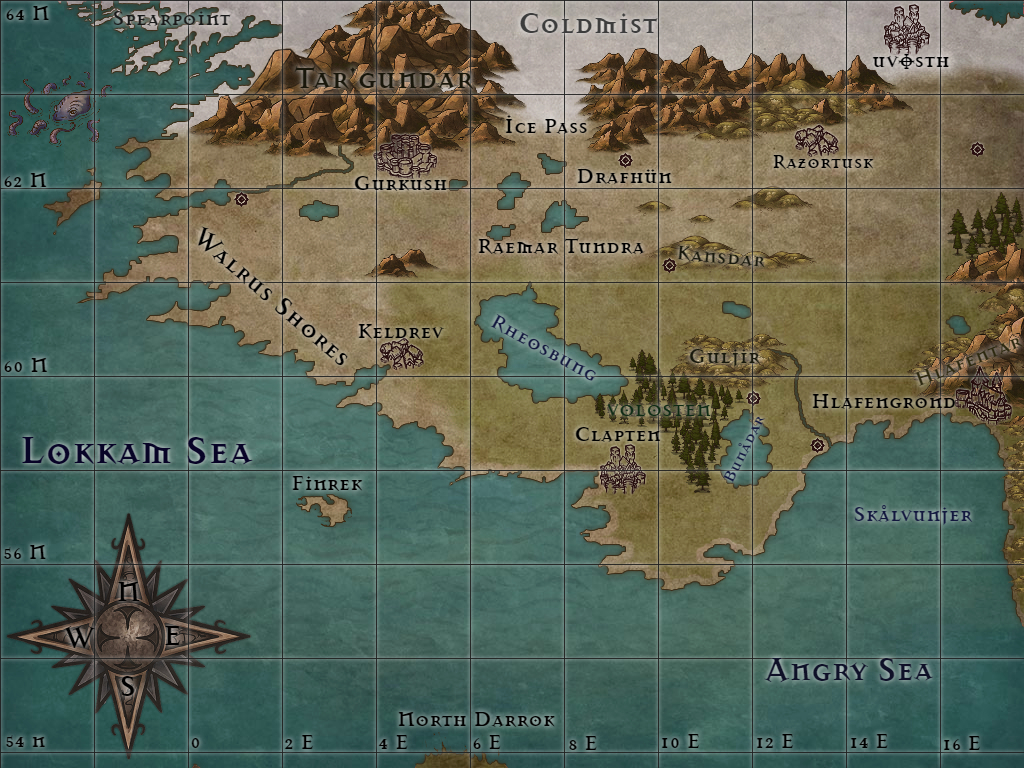 64 N
Spearpoint
Coldmist
Uvosth
Tar'gundar
Ice Pass
Razortusk
62 N
Gurkush
Drafhün
Walrus Shores
Raemar Tundra
Kansdar
Keldrev
Rheosbung
Guljir
Hlafentar
60 N
Volosten
Hlafengrond
Clapten
Bunådar
Lokkam Sea
Finrek
Skålvunjer
56 N
N
W
E
S
Angry Sea
North Darrok
54 N
0
2 E
4 E
6 E
8 E
10 E
12 E
14 E
16 E